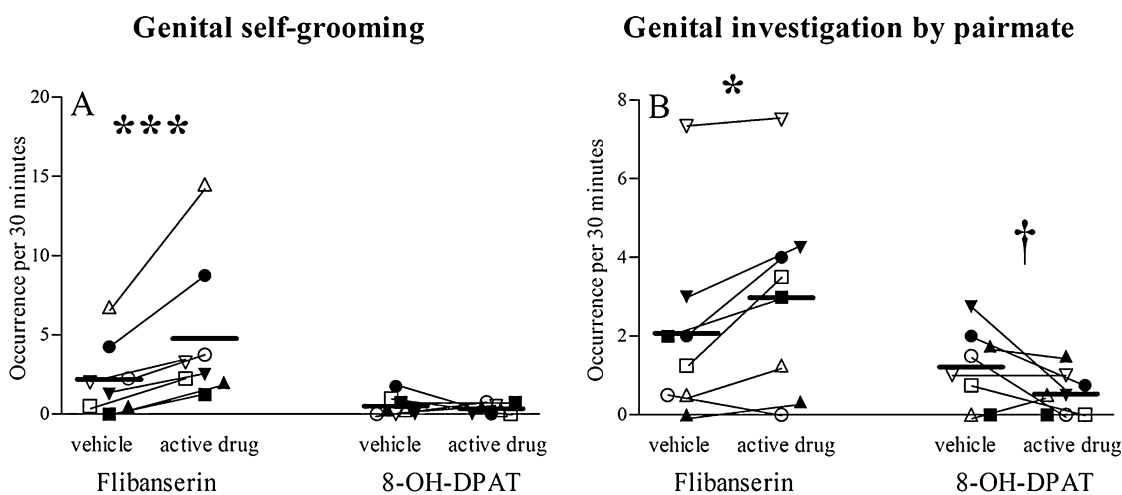 Genital self-grooming
Genital investigation by pairmate
A
***
20
15
10
5
0
Occurrence per 30 minutes
vehicle active drug vehicle active drug
Flibanserin 8-OH-DPAT
B
*
†
8
6
4
2
0
Occurrence per 30 minutes
vehicle active drug vehicle active drug
Flibanserin 8-OH-DPAT